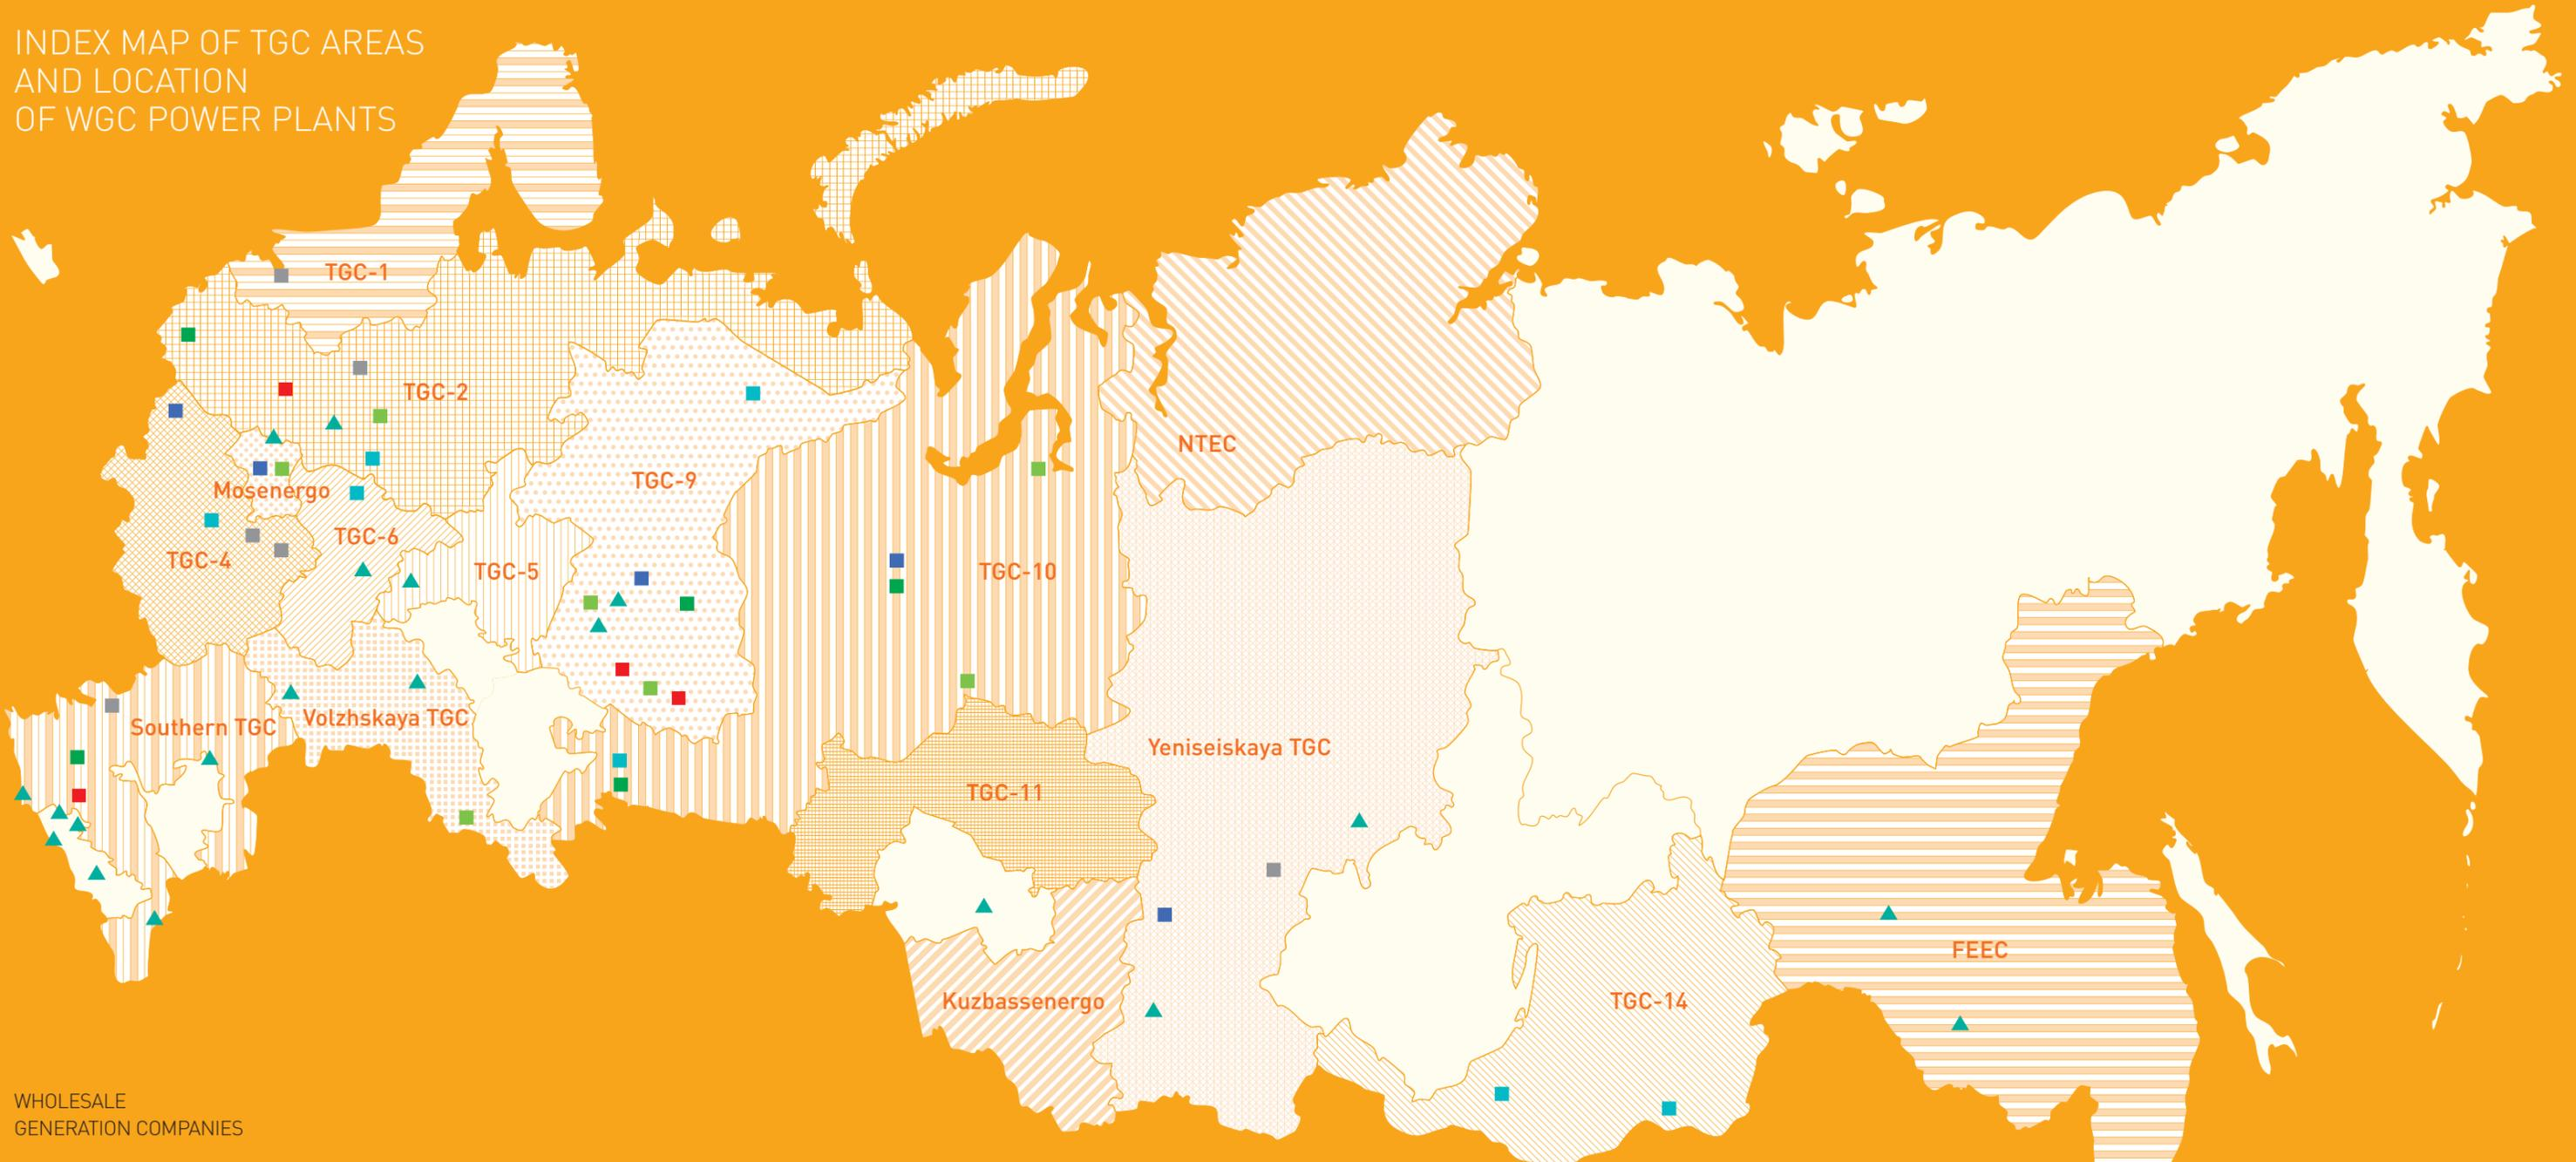 INDEX MAP OF TGC AREAS
AND LOCATION
OF WGC POWER PLANTS
TGC-1
TGC-2
NTEC
TGC-9
Mosenergo
TGC-6
TGC-4
TGC-5
TGC-10
Southern TGC
Volzhskaya TGC
Yeniseiskaya TGC
TGC-11
FEEC
Kuzbassenergo
TGC-14
WHOLESALE
GENERATION COMPANIES